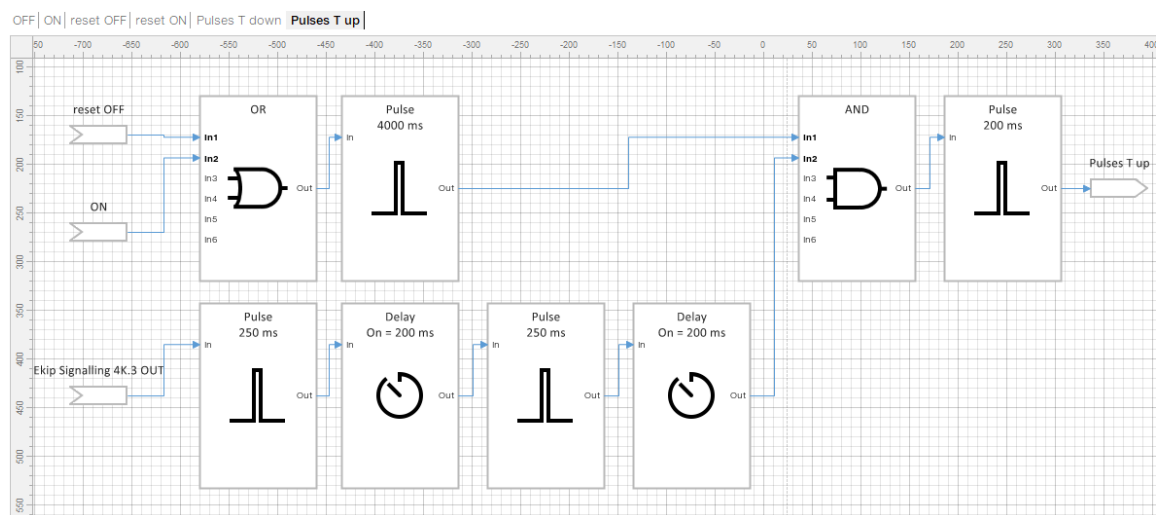 OFF ON reset OFF reset ON Pulses T down Pulses T up
50 -700 -650 -600 -550 -500 -450 -400 -350 -300 -250 -200 -150 -100 -50 0 50 100 150 200 250 300 350 400
100
150
200
250
300
350
400
450
500
550
reset OFF
ON
OR
In1
In2
In3
In4
In5
In6
Out
Pulse
4000 ms
In
Out
AND
In1
In2
In3
In4
In5
In6
Out
Pulse
200 ms
In
Out
Pulses T up
Ekip Signalling 4K.3 OUT
Pulse
250 ms
In
Out
Delay
On = 200 ms
In
Out
Pulse
250 ms
In
Out
Delay
On = 200 ms
In
Out